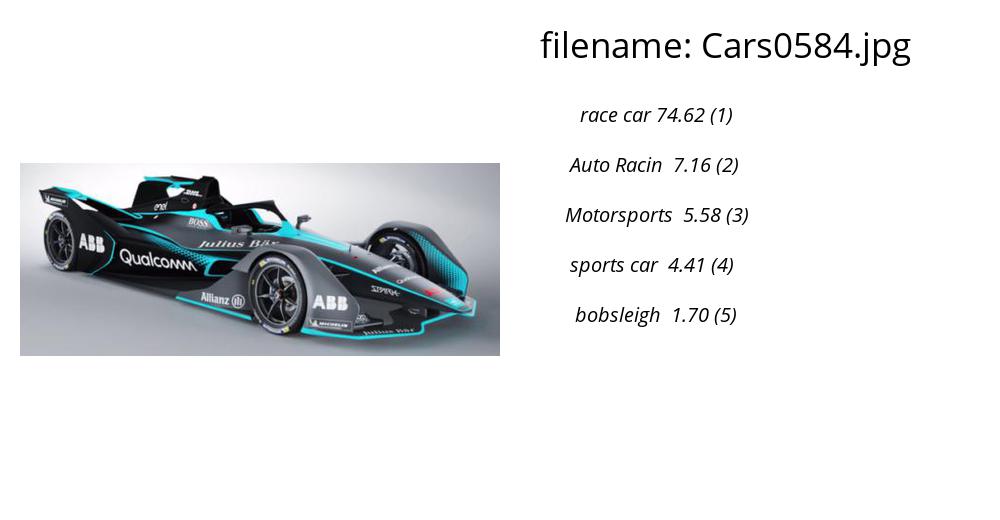 filename: Cars0584.jpg
race car 74.62 (1)
Auto Racin 7.16 (2)
Motorsports 5.58 (3)
sports car 4.41 (4)
bobsleigh 1.70 (5)
enel
BOSS
Julius Bär
ABB
Qualcomm
Allianz
ABB
MICHELIN
Julius Bär